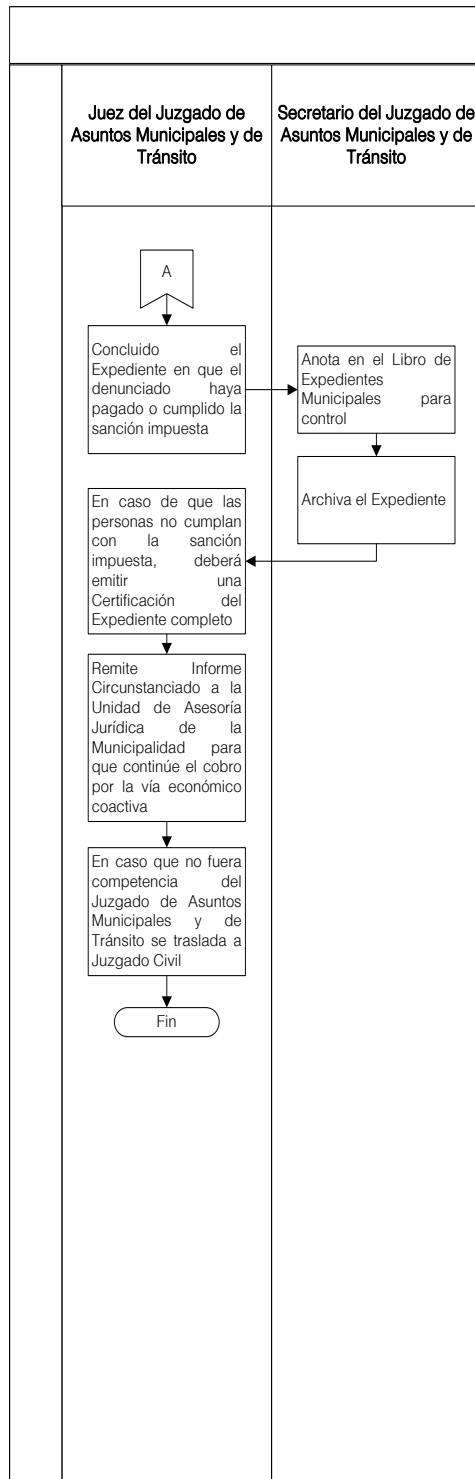 Juez del Juzgado de
Asuntos Municipales y de
Tránsito
Secretario del Juzgado de
Asuntos Municipales y de
Tránsito
A
Concluido el
Expediente en que el
denunciado haya
pagado o cumplido la
sanción impuesta
Anota en el Libro de
Expedientes
Municipales para
control
Archiva el Expediente
En caso de que las
personas no cumplan
con la sanción
impuesta, deberá
emitir una
Certificación del
Expediente completo
Remite Informe
Circunstanciado a la
Unidad de Asesoría
Jurídica de la
Municipalidad para
que continúe el cobro
por la vía económico
coactiva
En caso que no fuera
competencia del
Juzgado de Asuntos
Municipales y de
Tránsito se traslada a
Juzgado Civil
Fin